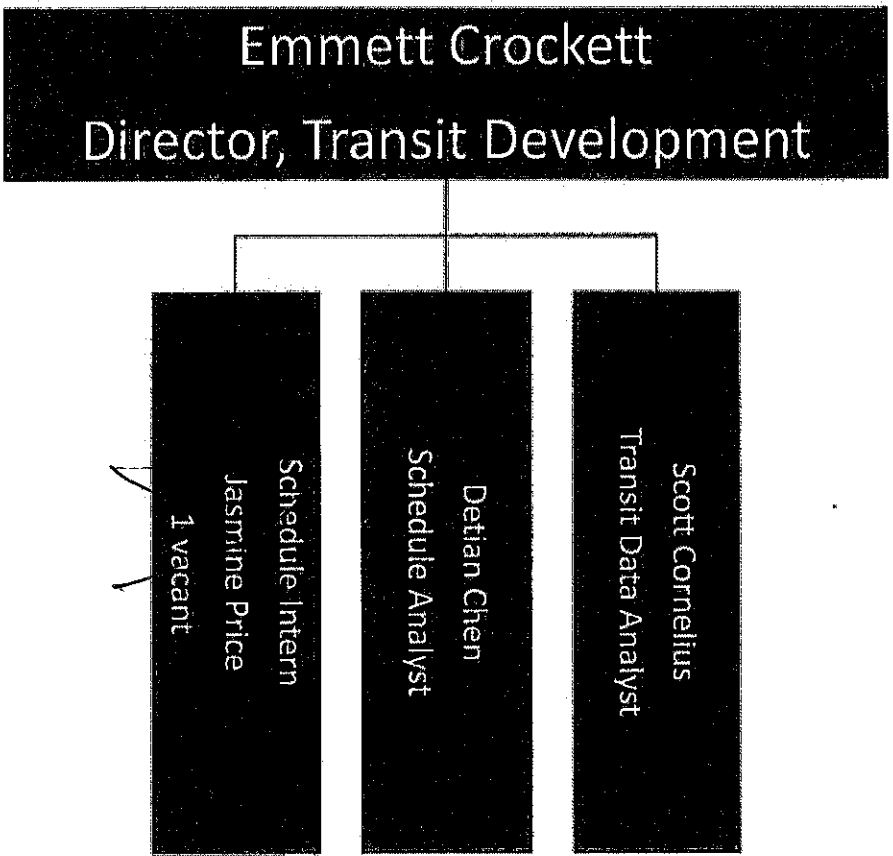 Emmett Crockett
Director, Transit Development
Schedule Intern
Jasmine Price
1 vacant
Detian Chen
Schedule Analyst
Scott Cornelius
Transit Data Analyst